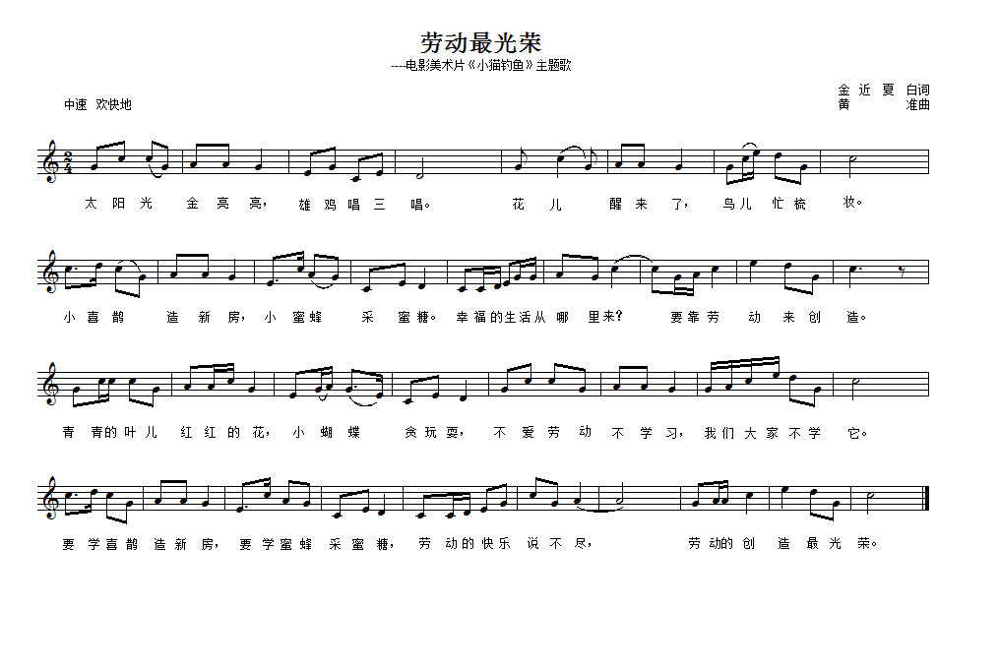 劳动最光荣
----电影美术片《小猫钓鱼》主题歌
金 近 夏 白词
中速 欢快地
黄 准曲
2
4
太 阳 光 金 亮 亮， 雄 鸡 唱 三 唱。 花 儿 醒 来 了， 鸟 儿 忙 梳 妆。
小 喜 鹊 造 新 房， 小 蜜 蜂 采 蜜 糖。 幸 福 的 生 活 从 哪 里 来？ 要 靠 劳 动 来 创 造。
青 青 的 叶 儿 红 红 的 花， 小 蝴 蝶 贪 玩 耍， 不 爱 劳 动 不 学 习， 我 们 大 家 不 学 它。
要 学 喜 鹊 造 新 房， 要 学 蜜 蜂 采 蜜 糖， 劳 动 的 快 乐 说 不 尽， 劳 动 的 创 造 最 光 荣。